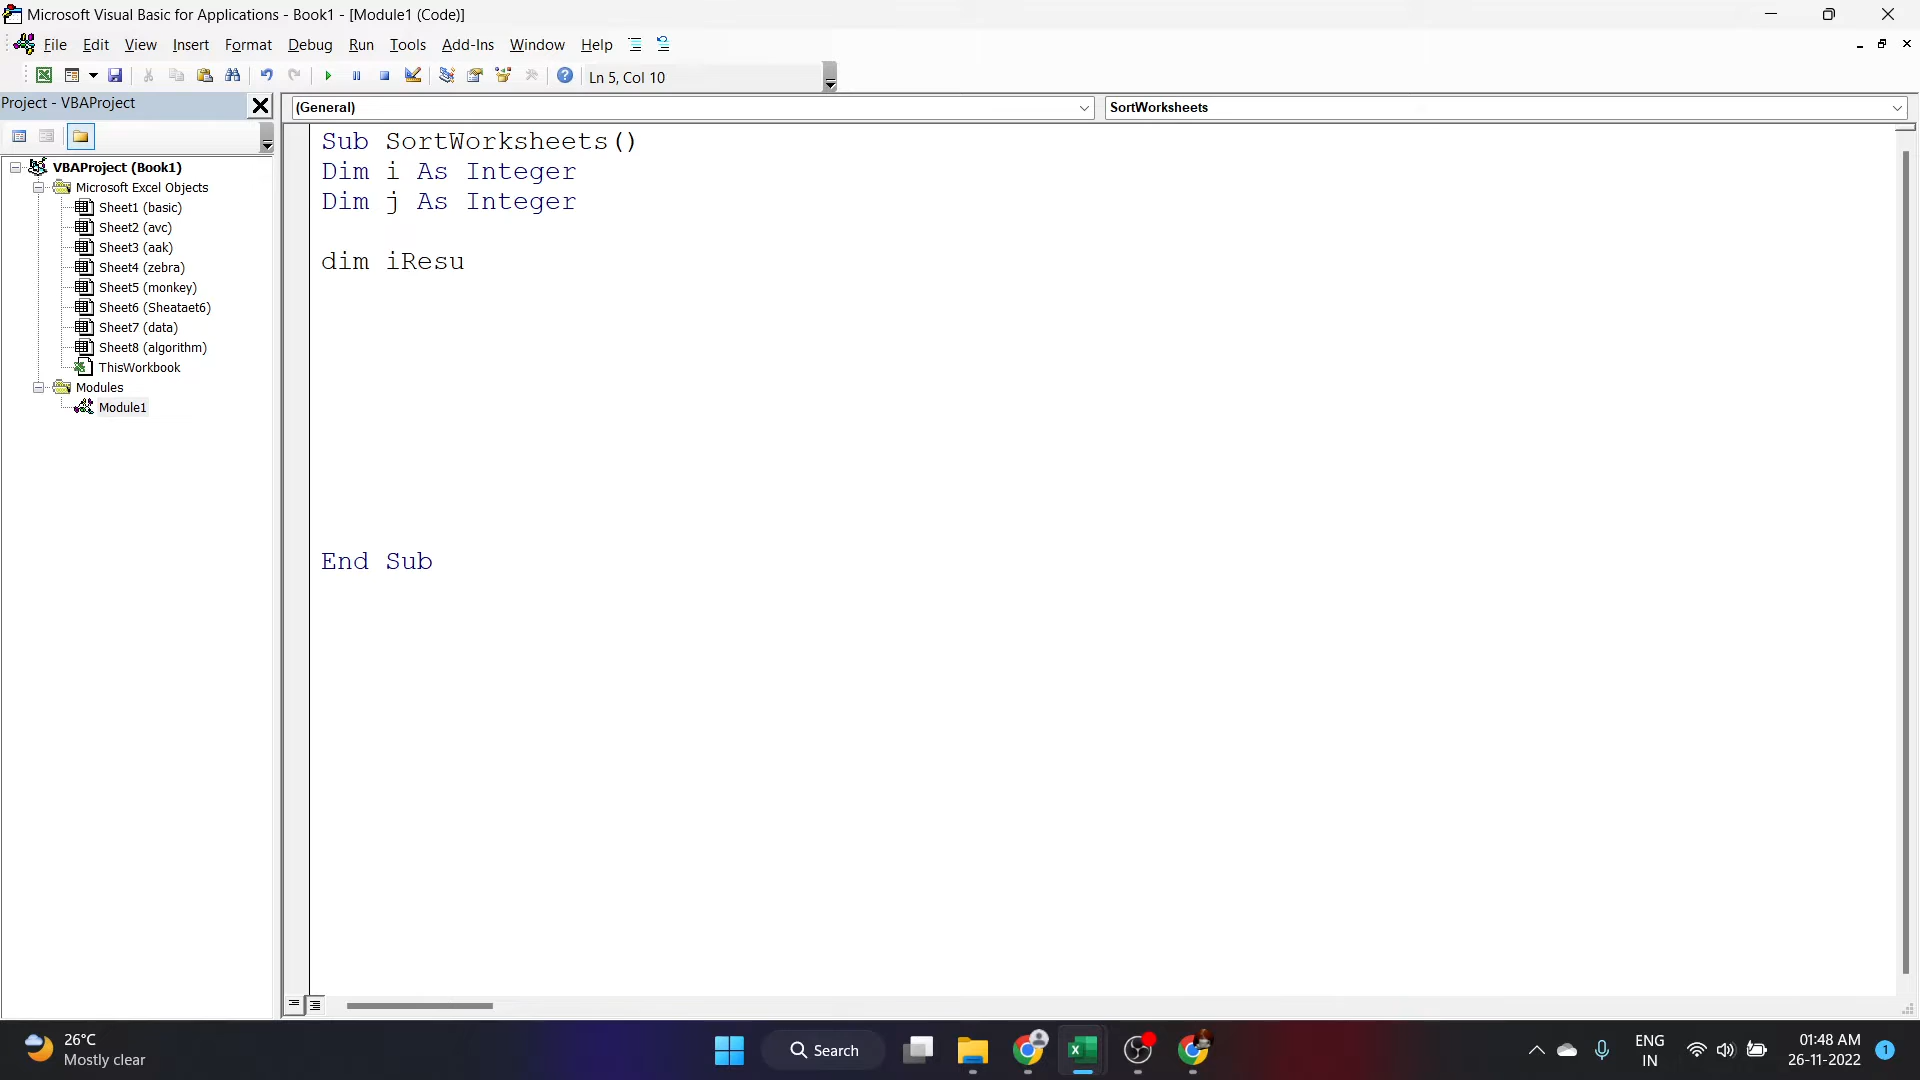 Microsoft Visual Basic for Applications - Book1 - [Module1 (Code)]
File Edit View Insert Format Debug Run Tools Add-Ins Window Help
Ln 5, Col 10
Project - VBAProject
(General)
SortWorksheets
VBAProject (Book1)
Microsoft Excel Objects
Sheet1 (basic)
Sheet2 (avc)
Sheet3 (aak)
Sheet4 (zebra)
Sheet5 (monkey)
Sheet6 (Sheataet6)
Sheet7 (data)
Sheet8 (algorithm)
ThisWorkbook
Modules
Module1
Sub SortWorksheets()
Dim i As Integer
Dim j As Integer
dim iResu
End Sub
26°C
Mostly clear
Search
ENG
IN
01:48 AM
26-11-2022
1